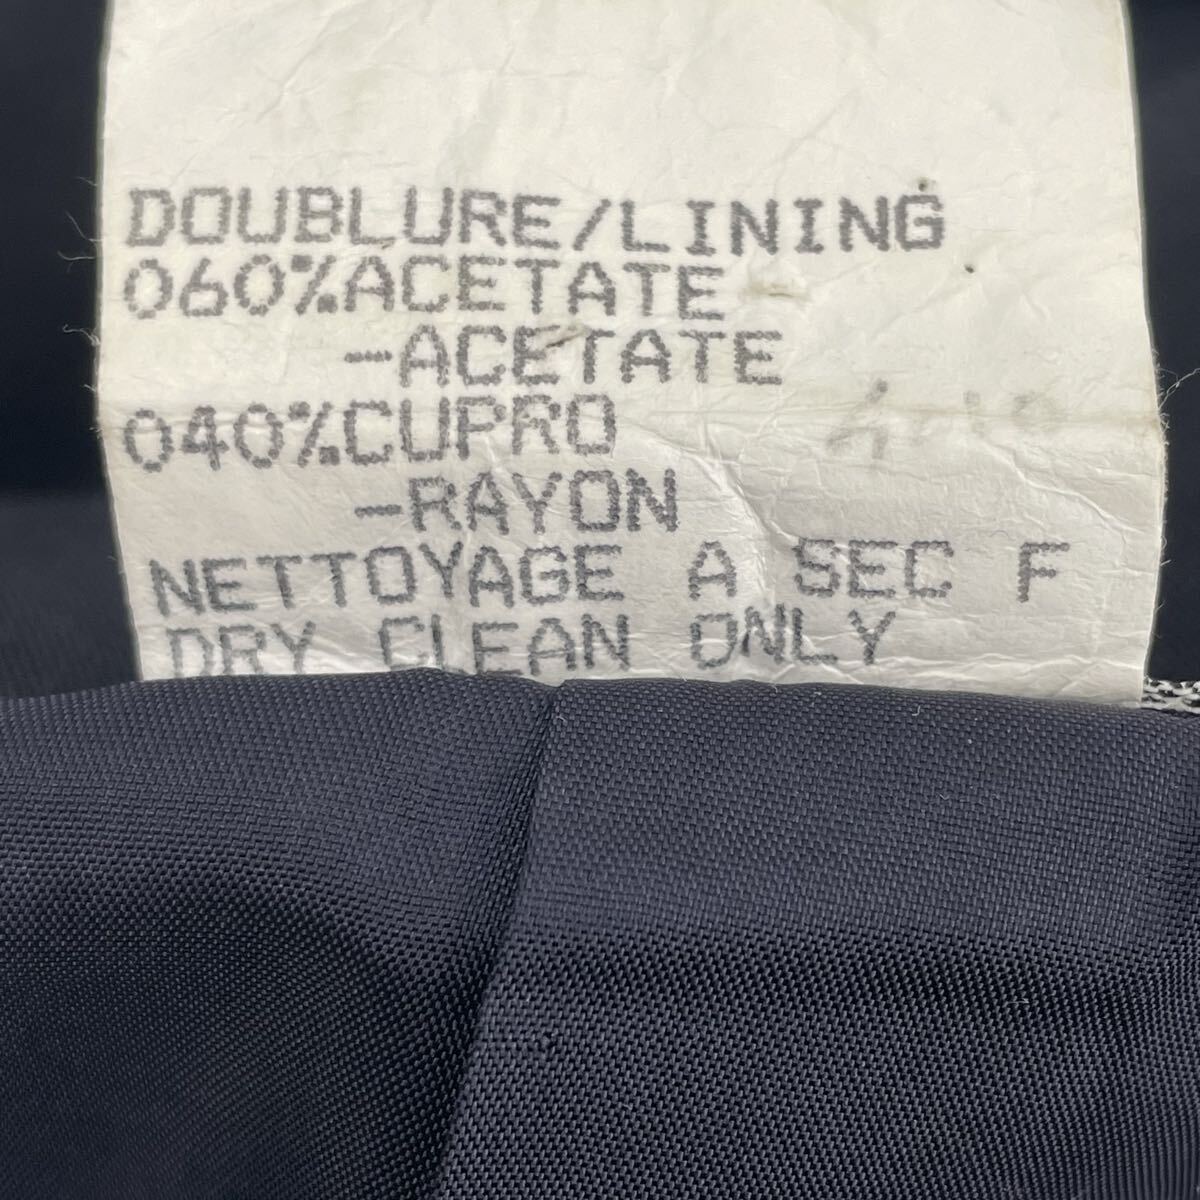 DOUBLURE/LINING
060%ACETATE
-ACETATE
040%CUPRO
-RAYON
NETTOYAGE A SEC F
DRY CLEAN ONLY